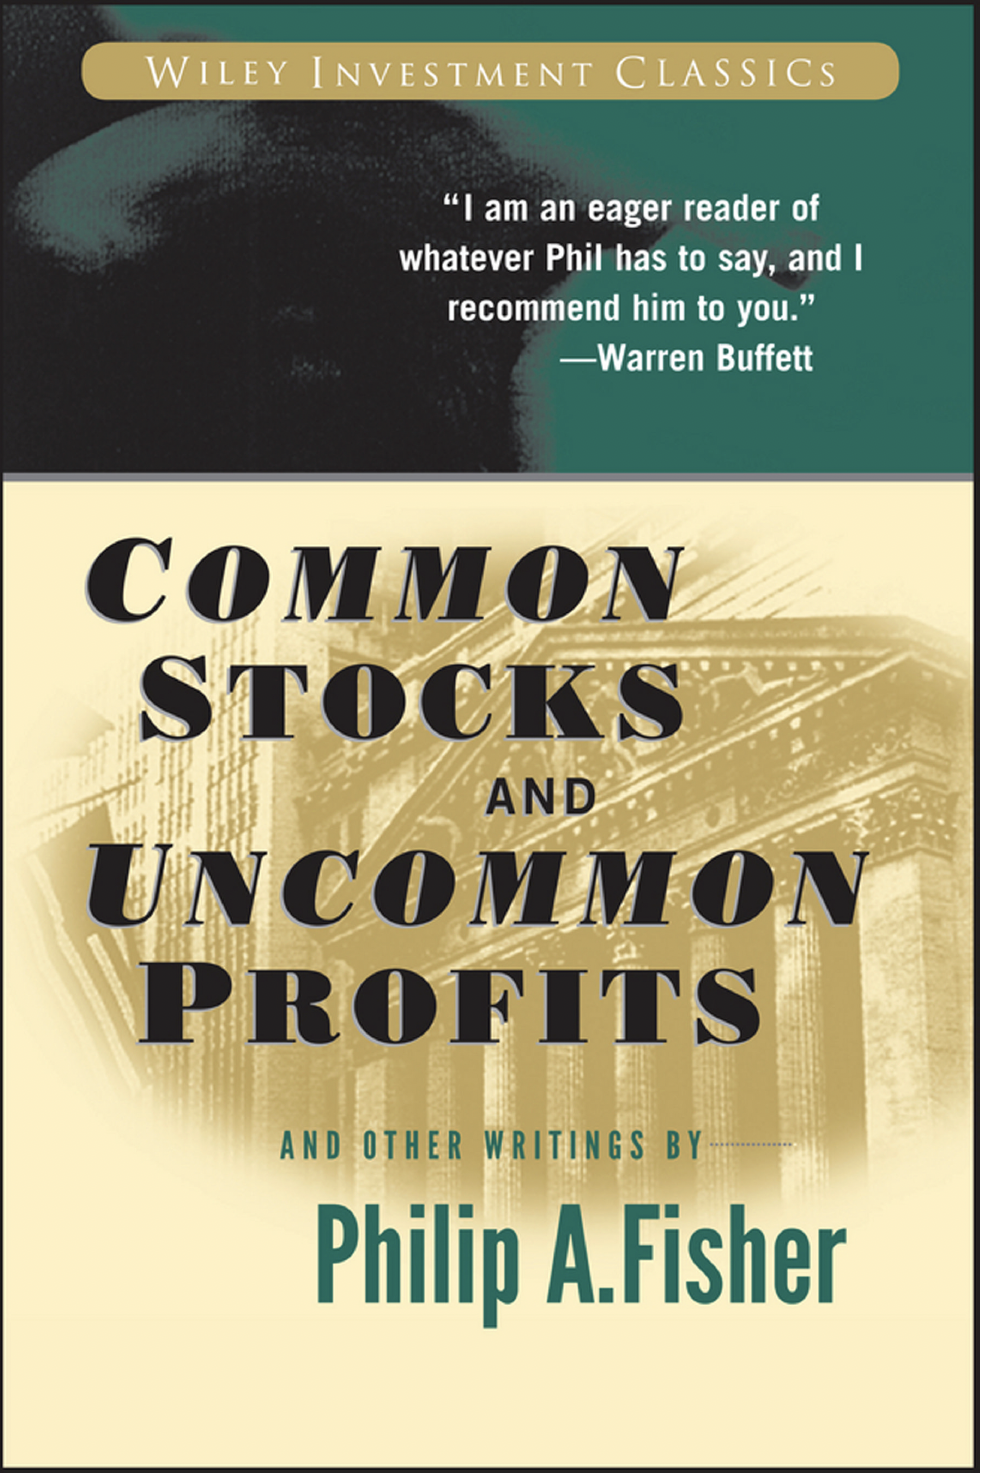 WILEY INVESTMENT CLASSICS
“I am an eager reader of
whatever Phil has to say, and I
recommend him to you.”
—Warren Buffett
COMMON
STOCKS
AND
UNCOMMON
PROFITS
AND OTHER WRITINGS BY
Philip A. Fisher